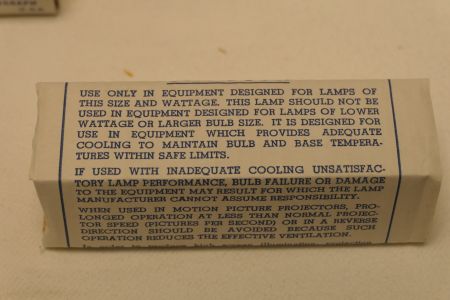 OGRAPH
U.S.A.
USE ONLY IN EQUIPMENT DESIGNED FOR LAMPS OF
THIS SIZE AND WATTAGE. THIS LAMP SHOULD NOT BE
USED IN EQUIPMENT DESIGNED FOR LAMPS OF LOWER
WATTAGE OR LARGER BULB SIZE. IT IS DESIGNED FOR
USE IN EQUIPMENT WHICH PROVIDES ADEQUATE
COOLING TO MAINTAIN BULB AND BASE TEMPERA-
TURES WITHIN SAFE LIMITS.
IF USED WITH INADEQUATE COOLING UNSATISFAC-
TORY LAMP PERFORMANCE, BULB FAILURE OR DAMAGE
TO THE EQUIPMENT MAY RESULT FOR WHICH THE LAMP
MANUFACTURER CANNOT ASSUME RESPONSIBILITY.
WHEN USED IN MOTION PICTURE PROJECTORS, PRO-
LONGED OPERATION AT LESS THAN NORMAL PROJEC-
TOR SPEED (PICTURES PER SECOND) OR IN A REVERSE
DIRECTION SHOULD BE AVOIDED BECAUSE SUCH
OPERATION REDUCES THE EFFECTIVE VENTILATION.